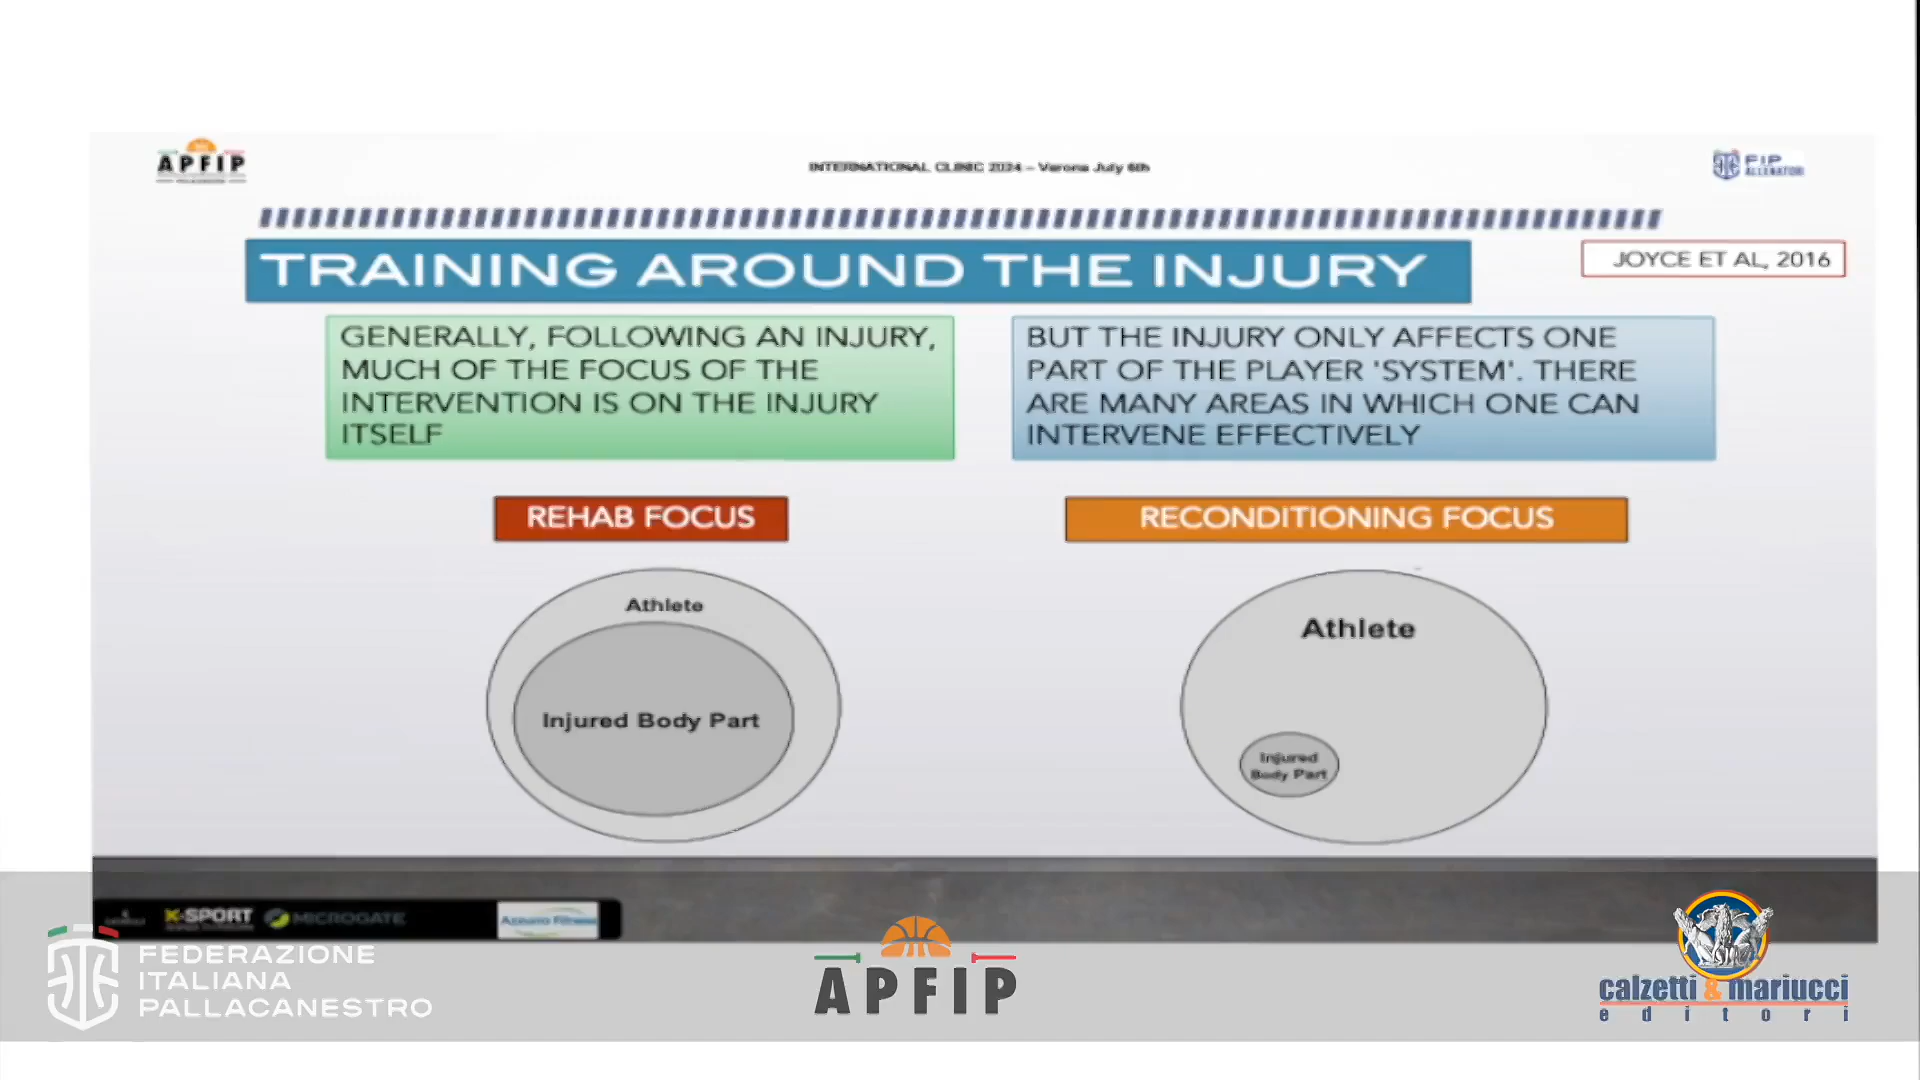 APFIP
INTERNATIONAL CLINIC 2024 – Verona July 6th
FIP
ALLENATORI
TRAINING AROUND THE INJURY
JOYCE ET AL, 2016
GENERALLY, FOLLOWING AN INJURY,
MUCH OF THE FOCUS OF THE
INTERVENTION IS ON THE INJURY
ITSELF
BUT THE INJURY ONLY AFFECTS ONE
PART OF THE PLAYER 'SYSTEM'. THERE
ARE MANY AREAS IN WHICH ONE CAN
INTERVENE EFFECTIVELY
REHAB FOCUS
RECONDITIONING FOCUS
Athlete
Injured Body Part
Athlete
Injured
Body Part
K-SPORT
MICROGATE
FEDERAZIONE
ITALIANA
PALLACANESTRO
APFIP
calzetti & mariucci
editori